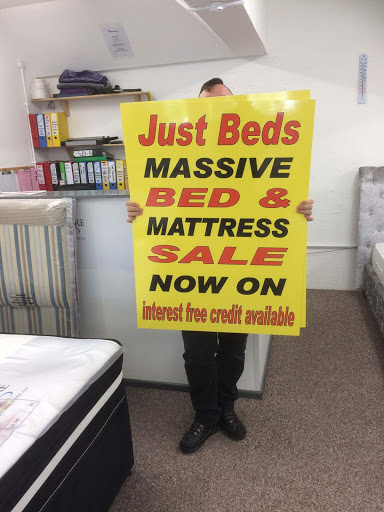 Just Beds
MASSIVE
BED &
MATTRESS
SALE
NOW ON
interest free credit available